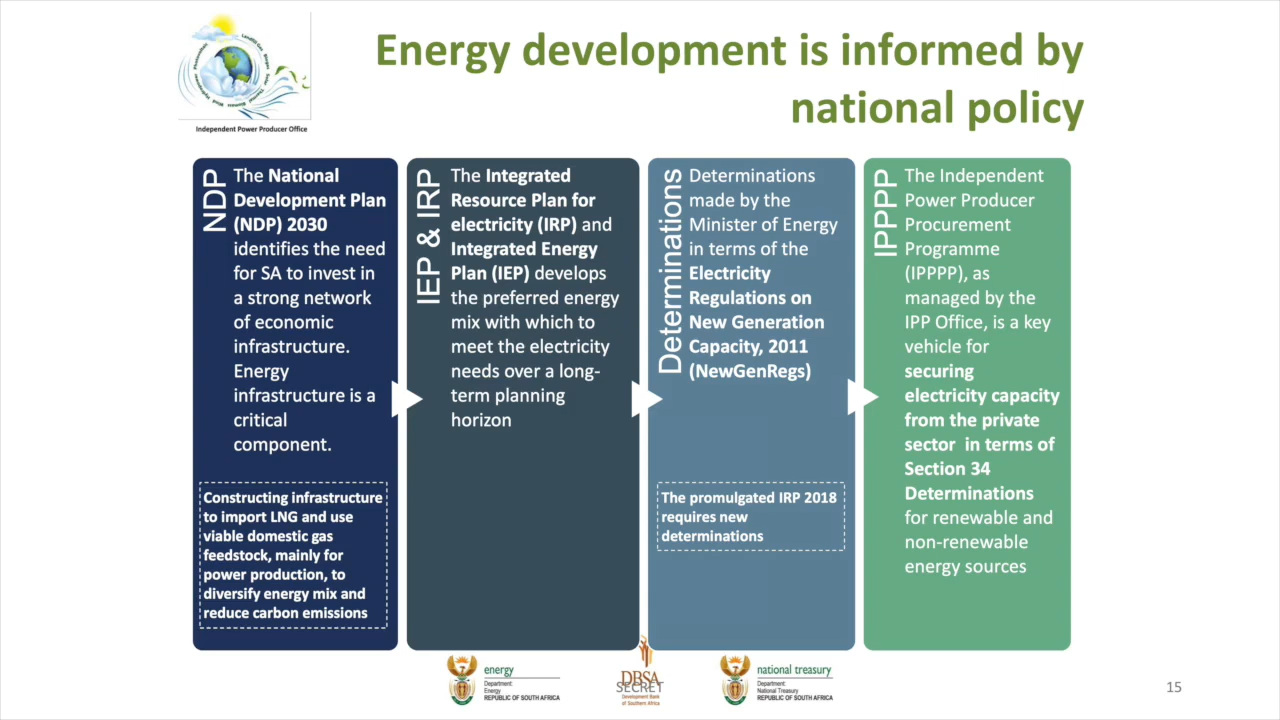 Energy development is informed by
national policy
Independent Power Producer Office
NDP
The National
Development Plan
(NDP) 2030
identifies the need
for SA to invest in
a strong network
of economic
infrastructure.
Energy
infrastructure is a
critical
component.
Constructing infrastructure
to import LNG and use
viable domestic gas
feedstock, mainly for
power production, to
diversify energy mix and
reduce carbon emissions
IEP & IRP
The Integrated
Resource Plan for
electricity (IRP) and
Integrated Energy
Plan (IEP) develops
the preferred energy
mix with which to
meet the electricity
needs over a long-
term planning
horizon
Determinations
Determinations
made by the
Minister of Energy
in terms of the
Electricity
Regulations on
New Generation
Capacity, 2011
(NewGenRegs)
The promulgated IRP 2018
requires new
determinations
IPPPP
The Independent
Power Producer
Procurement
Programme
(IPPPP), as
managed by the
IPP Office, is a key
vehicle for
securing
electricity capacity
from the private
sector in terms of
Section 34
Determinations
for renewable and
non-renewable
energy sources
energy
Department:
Energy
REPUBLIC OF SOUTH AFRICA
DBSA
SECRET
Development Bank
of Southern Africa
national treasury
Department:
National Treasury
REPUBLIC OF SOUTH AFRICA
15